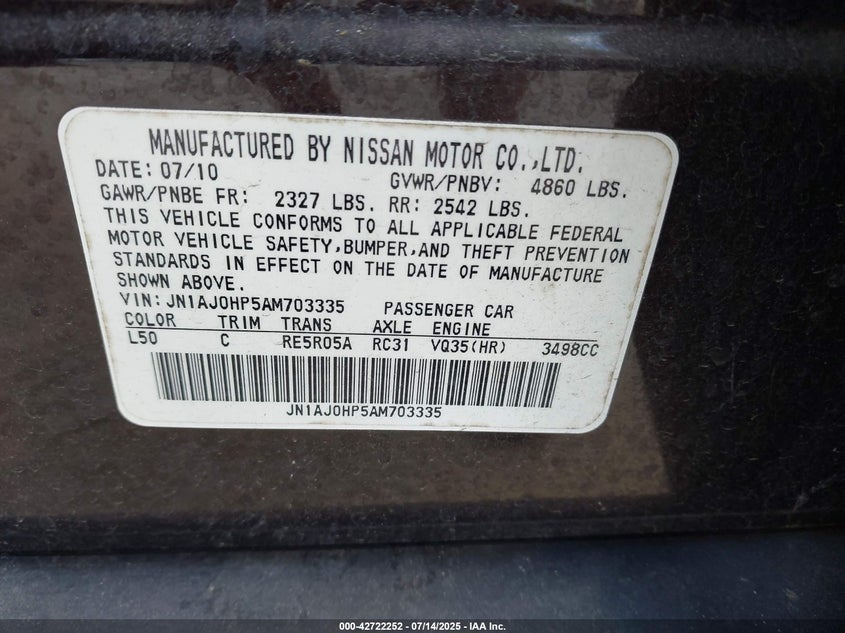 MANUFACTURED BY NISSAN MOTOR CO.,LTD.
DATE: 07/10 GVWR/PNBV: 4860 LBS.
GAWR/PNBE FR: 2327 LBS. RR: 2542 LBS.
THIS VEHICLE CONFORMS TO ALL APPLICABLE FEDERAL
MOTOR VEHICLE SAFETY,BUMPER,AND THEFT PREVENTION
STANDARDS IN EFFECT ON THE DATE OF MANUFACTURE
SHOWN ABOVE.
VIN: JN1AJ0HP5AM703335 PASSENGER CAR
COLOR TRIM TRANS AXLE ENGINE
L50 C RE5R05A RC31 VQ35(HR) 3498CC
JN1AJ0HP5AM703335
000-42722252 | 07/14/2025 - IAA Inc.